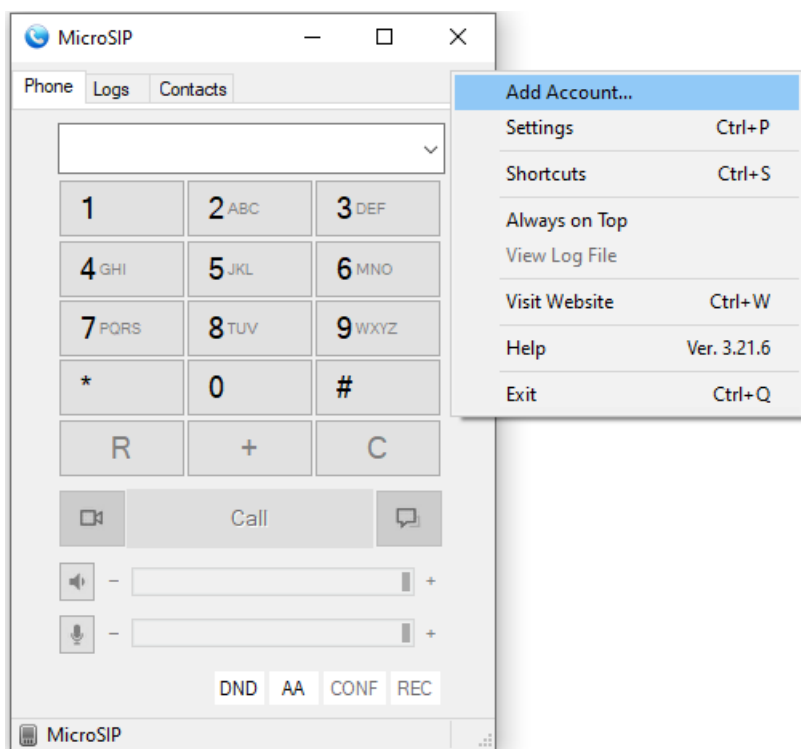 MicroSIP
Phone Logs Contacts
Add Account...
Settings Ctrl+P
Shortcuts Ctrl+S
Always on Top
View Log File
Visit Website Ctrl+W
Help Ver. 3.21.6
Exit Ctrl+Q
1 2 ABC 3 DEF
4 GHI 5 JKL 6 MNO
7 PQRS 8 TUV 9 WXYZ
* 0 #
R + C
Call
- +
- +
DND AA CONF REC
MicroSIP